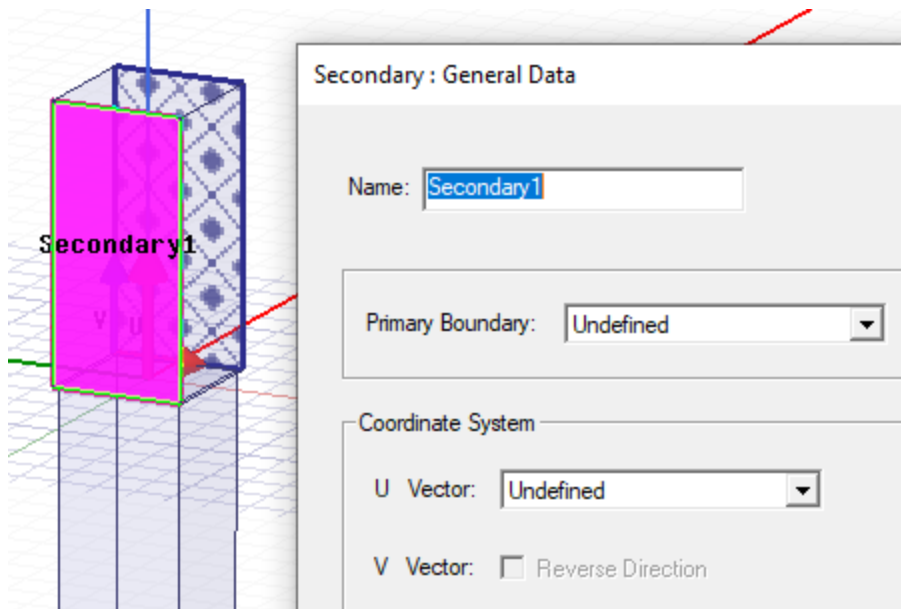 Secondary : General Data
Name: Secondary1
Secondary1
Primary Boundary: Undefined
V U
Coordinate System
U Vector: Undefined
V Vector: Reverse Direction